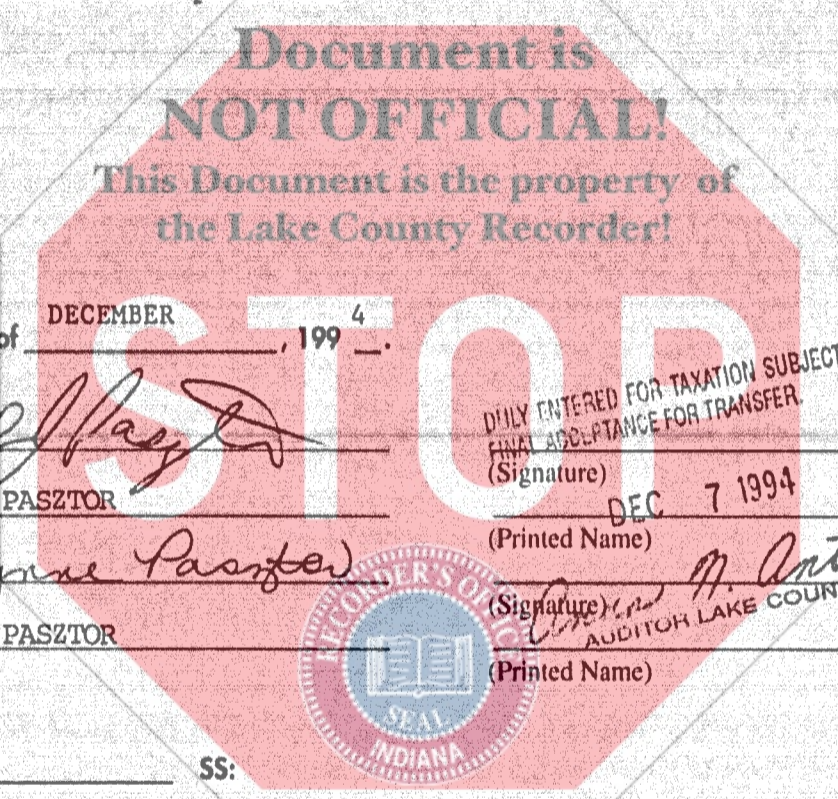 Document is
NOT OFFICIAL!
This Document is the property of
the Lake County Recorder!
STOP
of DECEMBER, 199 4.
DULY ENTERED FOR TAXATION SUBJECT
FINAL ACCEPTANCE FOR TRANSFER.
(Signature)
PASZTOR
DEC 7 1994
(Printed Name)
Pasztor
(Signature)
AUDITOR LAKE COUN
PASZTOR
(Printed Name)
RECORDER'S OFFICE
SEAL
INDIANA
SS: